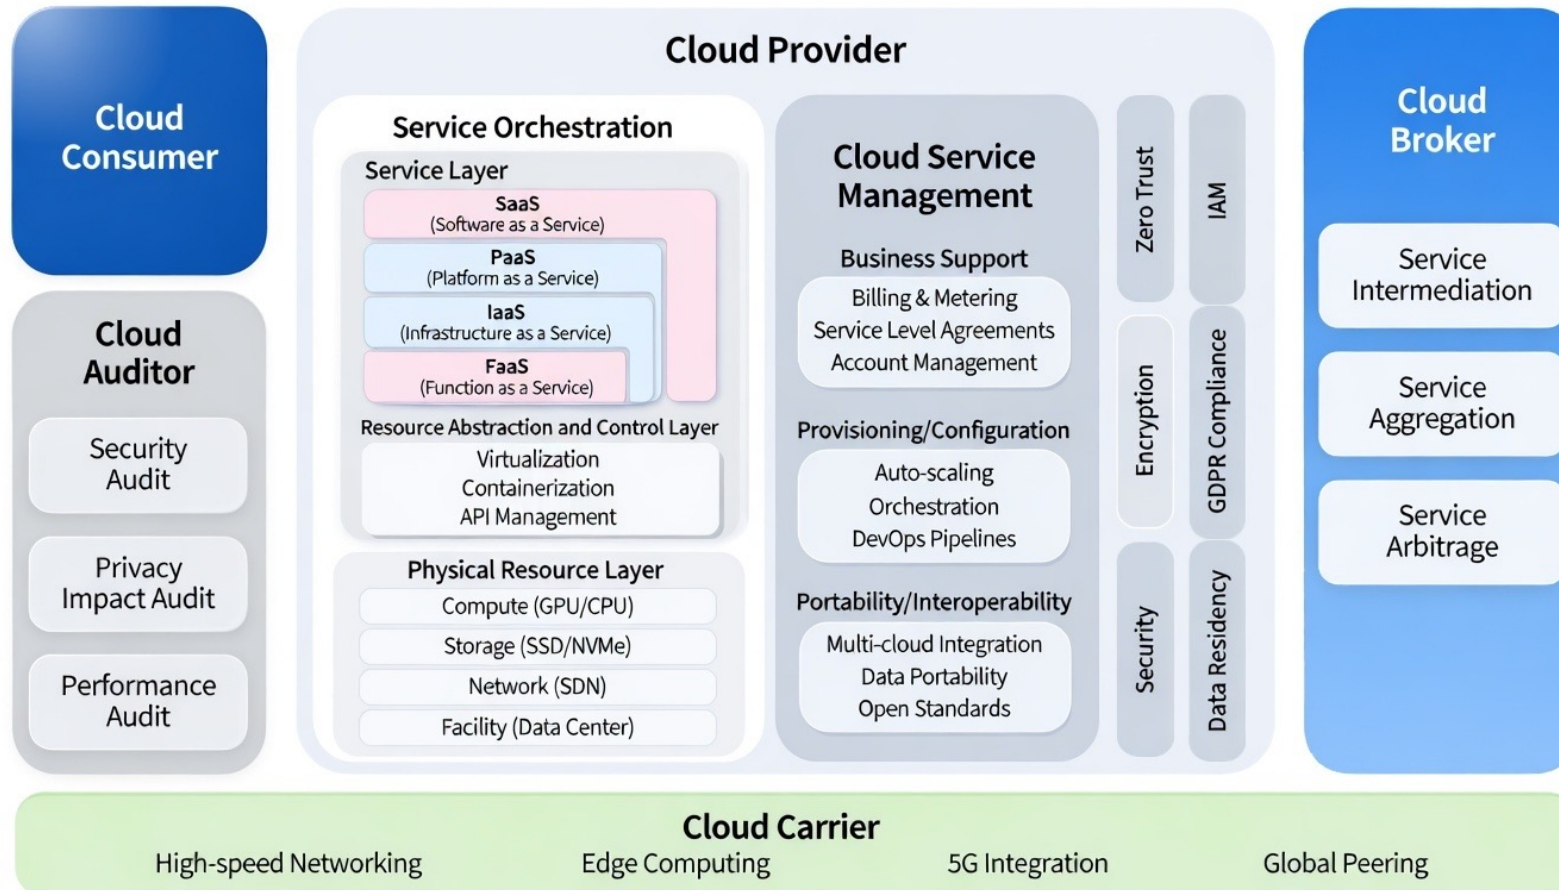 Cloud
Consumer
Cloud
Auditor
Security
Audit
Privacy
Impact Audit
Performance
Audit
Cloud Provider
Service Orchestration
Service Layer
SaaS
(Software as a Service)
PaaS
(Platform as a Service)
IaaS
(Infrastructure as a Service)
FaaS
(Function as a Service)
Resource Abstraction and Control Layer
Virtualization
Containerization
API Management
Physical Resource Layer
Compute (GPU/CPU)
Storage (SSD/NVMe)
Network (SDN)
Facility (Data Center)
Cloud Service
Management
Business Support
Billing & Metering
Service Level Agreements
Account Management
Provisioning/Configuration
Auto-scaling
Orchestration
DevOps Pipelines
Portability/Interoperability
Multi-cloud Integration
Data Portability
Open Standards
Zero Trust
Encryption
Security
IAM
GDPR Compliance
Data Residency
Cloud
Broker
Service
Intermediation
Service
Aggregation
Service
Arbitrage
Cloud Carrier
High-speed Networking
Edge Computing
5G Integration
Global Peering